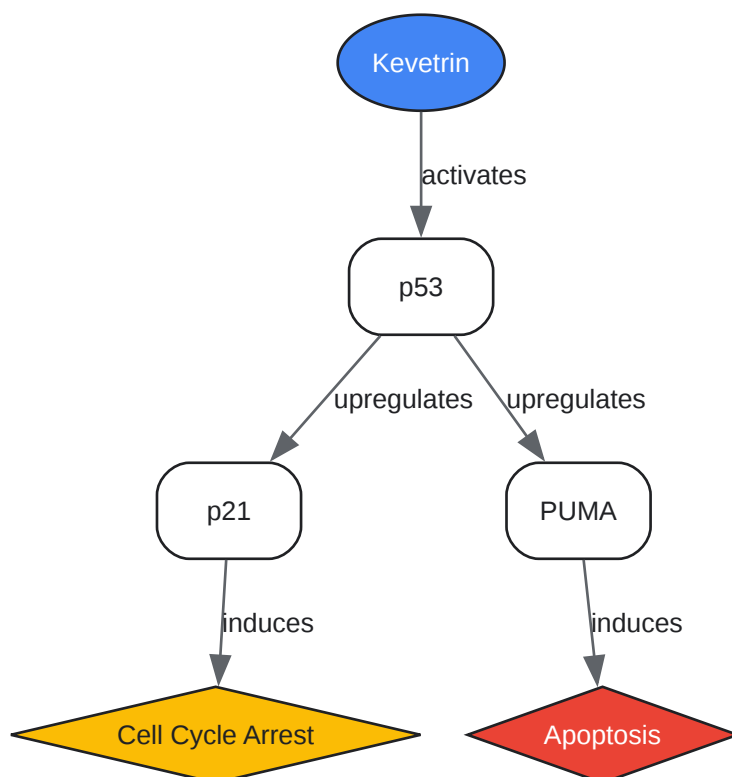 Kevetrin
activates
p53
upregulates
upregulates
p21
PUMA
induces
induces
Cell Cycle Arrest
Apoptosis